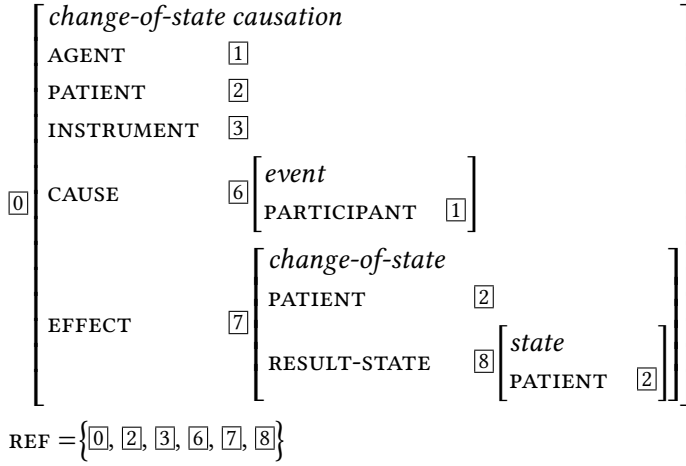 change-of-state causation
AGENT 1
PATIENT 2
INSTRUMENT 3
event
0 CAUSE 6
PARTICIPANT 1
change-of-state
PATIENT 2
EFFECT 7
state
RESULT-STATE 8
PATIENT 2
REF ={0, 2, 3, 6, 7, 8}